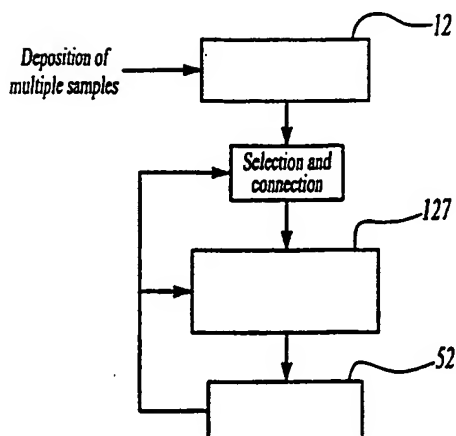 12
Deposition of
multiple samples
Selection and
connection
127
52